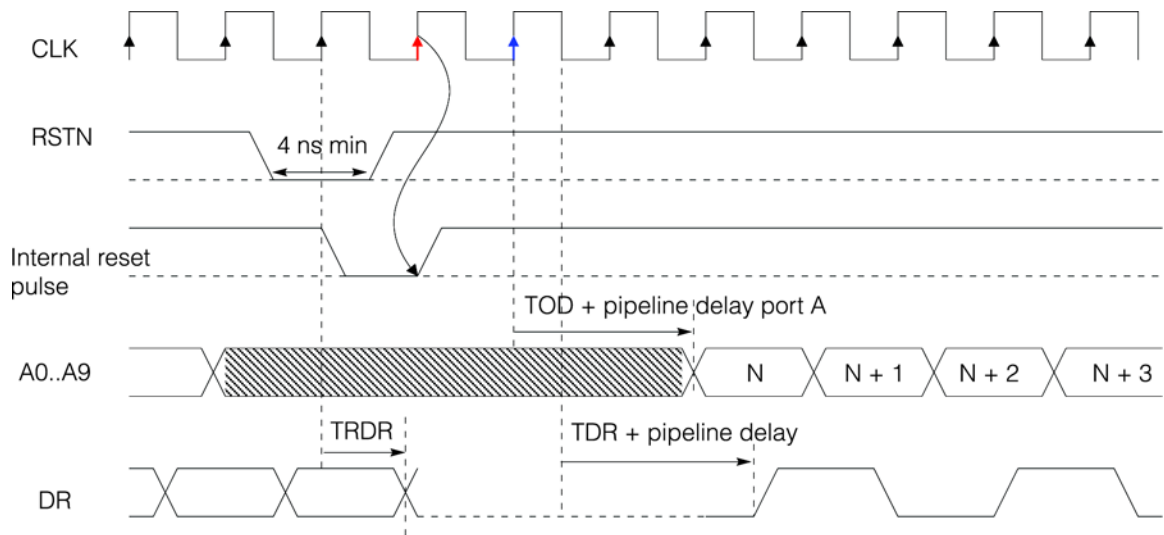 CLK
RSTN
4 ns min
Internal reset
pulse
TOD + pipeline delay port A
A0..A9
N
N + 1
N + 2
N + 3
TRDR
TDR + pipeline delay
DR